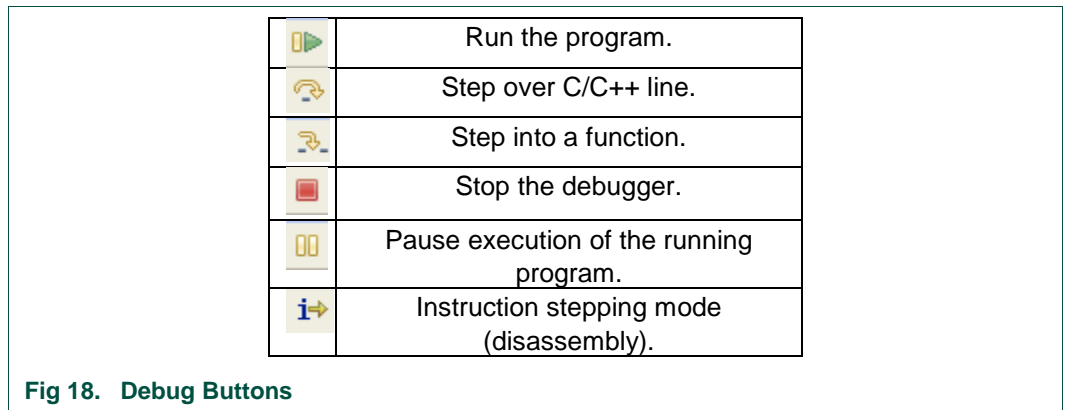 Run the program.
Step over C/C++ line.
Step into a function.
Stop the debugger.
Pause execution of the running
program.
i
Instruction stepping mode
(disassembly).
Fig 18. Debug Buttons